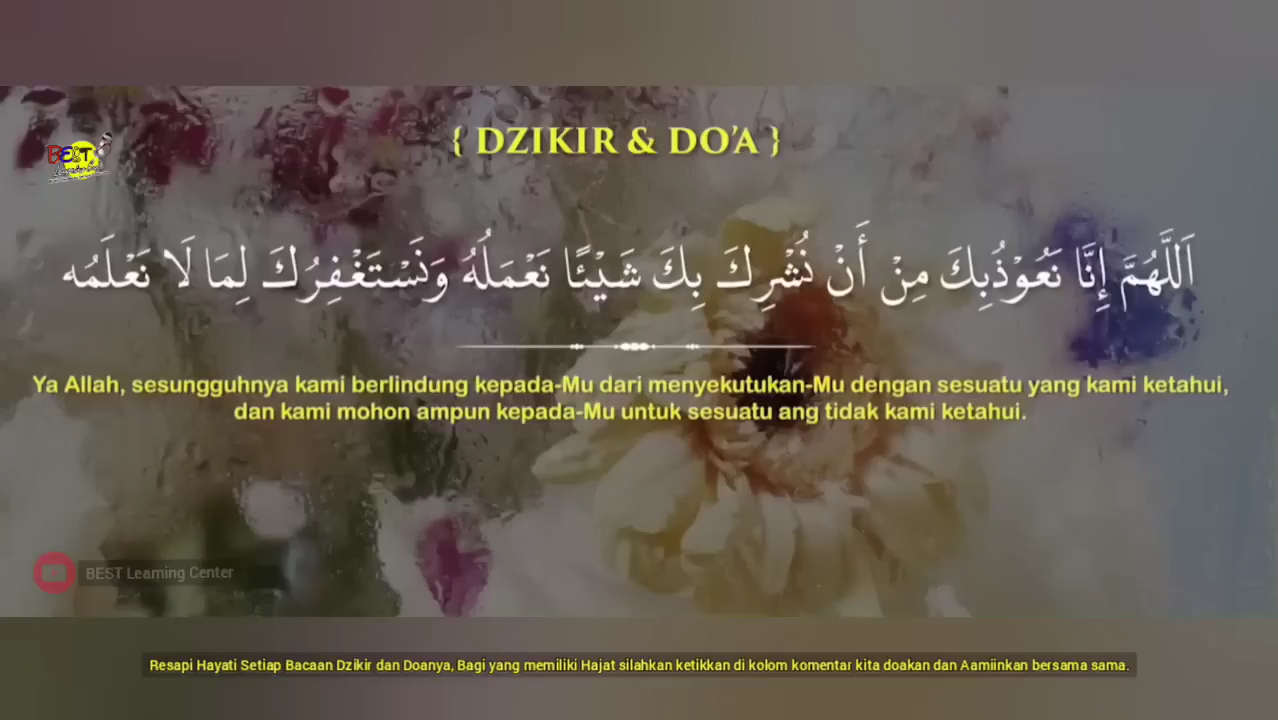 BEST
{ DZIKIR & DO'A }
اَللَّهُمَّ إِنَّا نَعُوْذُبِكَ مِنْ أَنْ نُشْرِكَ بِكَ شَيْئًا نَعْمَلَهُ وَنَسْتَغْفِرُكَ لِمَا لَا نَعْلَمُه
Ya Allah, sesungguhnya kami berlindung kepada-Mu dari menyekutukan-Mu dengan sesuatu yang kami ketahui,
dan kami mohon ampun kepada-Mu untuk sesuatu ang tidak kami ketahui.
BEST Learning Center
Resapi Hayati Setiap Bacaan Dzikir dan Doanya, Bagi yang memiliki Hajat silahkan ketikkan di kolom komentar kita doakan dan Aamiinkan bersama sama.